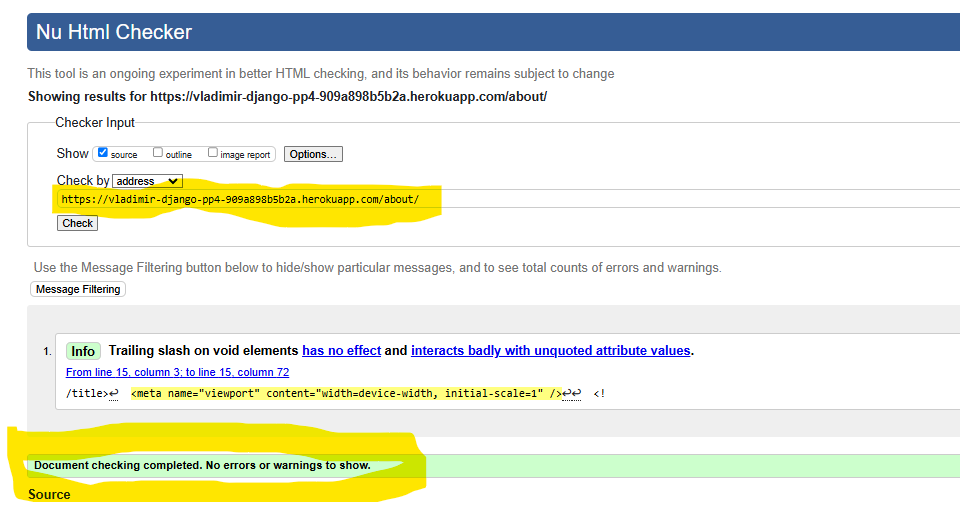 Nu Html Checker
This tool is an ongoing experiment in better HTML checking, and its behavior remains subject to change
Showing results for https://vladimir-django-pp4-909a898b5b2a.herokuapp.com/about/
Checker Input
Show source outline image report Options...
Check by address
https://vladimir-django-pp4-909a898b5b2a.herokuapp.com/about/
Check
Use the Message Filtering button below to hide/show particular messages, and to see total counts of errors and warnings.
Message Filtering
1. Info Trailing slash on void elements has no effect and interacts badly with unquoted attribute values.
From line 15, column 3; to line 15, column 72
/title>↩ <meta name="viewport" content="width=device-width, initial-scale=1" />↩↩ <!
Document checking completed. No errors or warnings to show.
Source